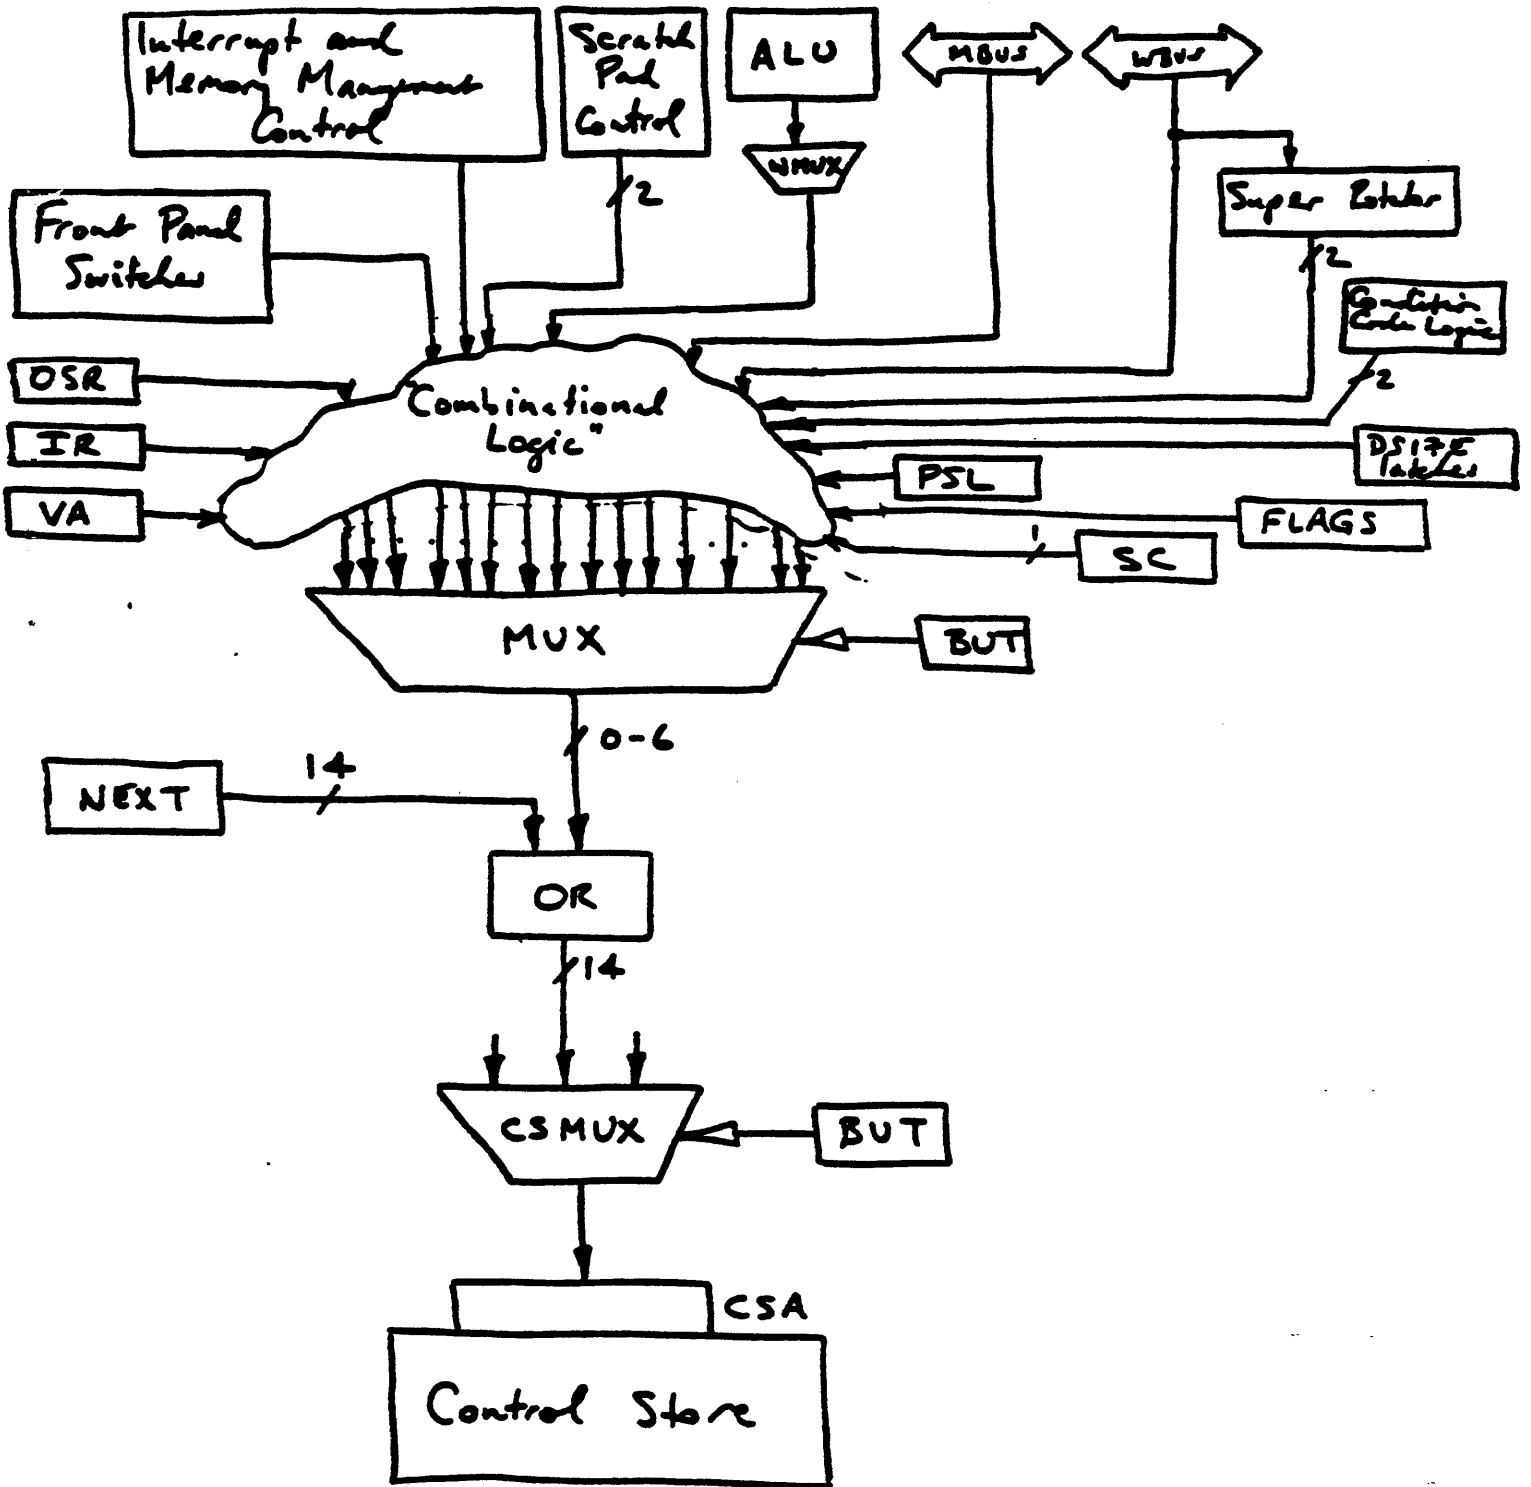 Interrupt and
Memory Management
Control
Scratch
Pad
Control
ALU
MBUS
WBUS
WMUX
2
Super Rotator
2
Front Panel
Switches
Condition
Code Logic
2
OSR
"Combinational
Logic"
IR
DSIZE
latches
PSL
VA
FLAGS
1
SC
MUX
BUT
0-6
14
NEXT
OR
14
CSMUX
BUT
CSA
Control Store